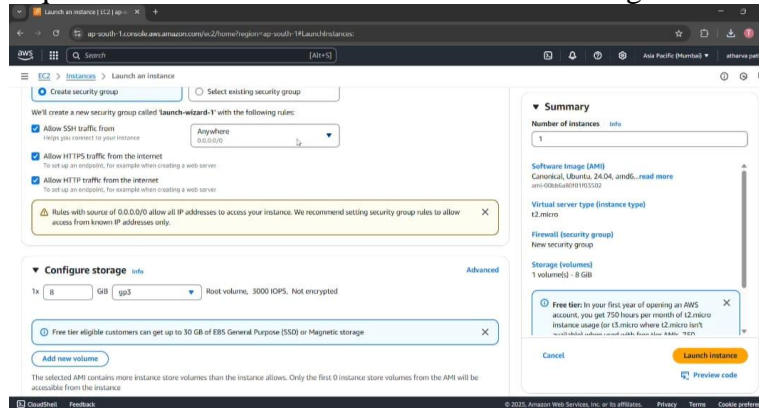 Launch an instance | EC2 | ap-s
ap-south-1.console.aws.amazon.com/ec2/home?region=ap-south-1#LaunchInstances:
aws
Search
[Alt+S]
Asia Pacific (Mumbai)
atharva pati
EC2 > Instances > Launch an instance
Create security group
Select existing security group
We'll create a new security group called 'launch-wizard-1' with the following rules:
Allow SSH traffic from
Helps you connect to your instance
Anywhere
0.0.0.0/0
Allow HTTPS traffic from the internet
To set up an endpoint, for example when creating a web server
Allow HTTP traffic from the internet
To set up an endpoint, for example when creating a web server
Rules with source of 0.0.0.0/0 allow all IP addresses to access your instance. We recommend setting security group rules to allow
access from known IP addresses only.
Configure storage Info
Advanced
1x 8 GiB gp3 Root volume, 3000 IOPS, Not encrypted
Free tier eligible customers can get up to 30 GB of EBS General Purpose (SSD) or Magnetic storage
Add new volume
The selected AMI contains more instance store volumes than the instance allows. Only the first 0 instance store volumes from the AMI will be
accessible from the instance
Summary
Number of instances Info
1
Software Image (AMI)
Canonical, Ubuntu, 24.04, amd6...read more
Virtual server type (instance type)
t2.micro
Firewall (security group)
New security group
Storage (volumes)
1 volume(s) - 8 GiB
Free tier: In your first year of opening an AWS
account, you get 750 hours per month of t2.micro
instance usage (or t3.micro where t2.micro isn't
Cancel
Launch instance
Preview code
CloudShell Feedback
© 2025, Amazon Web Services, Inc. or its affiliates. Privacy Terms Cookie prefere